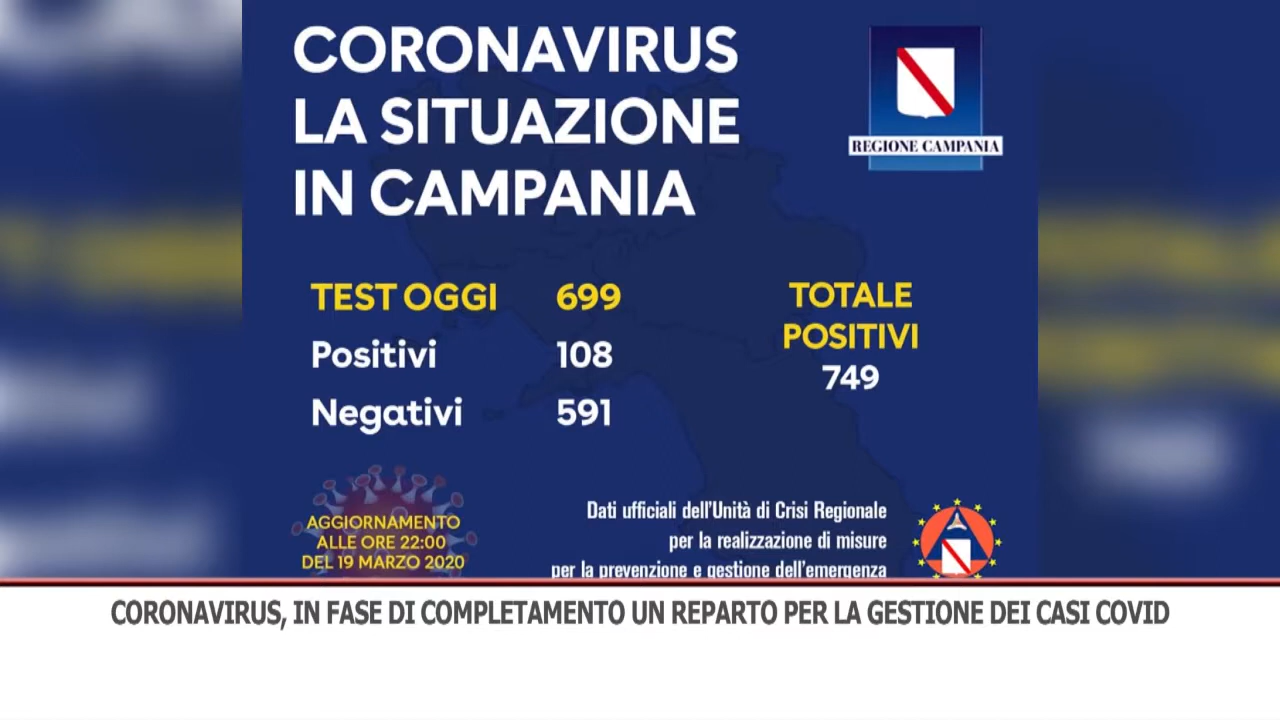 CORONAVIRUS
LA SITUAZIONE
IN CAMPANIA
REGIONE CAMPANIA
TEST OGGI 699
Positivi 108
Negativi 591
TOTALE
POSITIVI
749
AGGIORNAMENTO
ALLE ORE 22:00
DEL 19 MARZO 2020
Dati ufficiali dell'Unità di Crisi Regionale
per la realizzazione di misure
per la prevenzione e gestione dell'emergenza
CORONAVIRUS, IN FASE DI COMPLETAMENTO UN REPARTO PER LA GESTIONE DEI CASI COVID